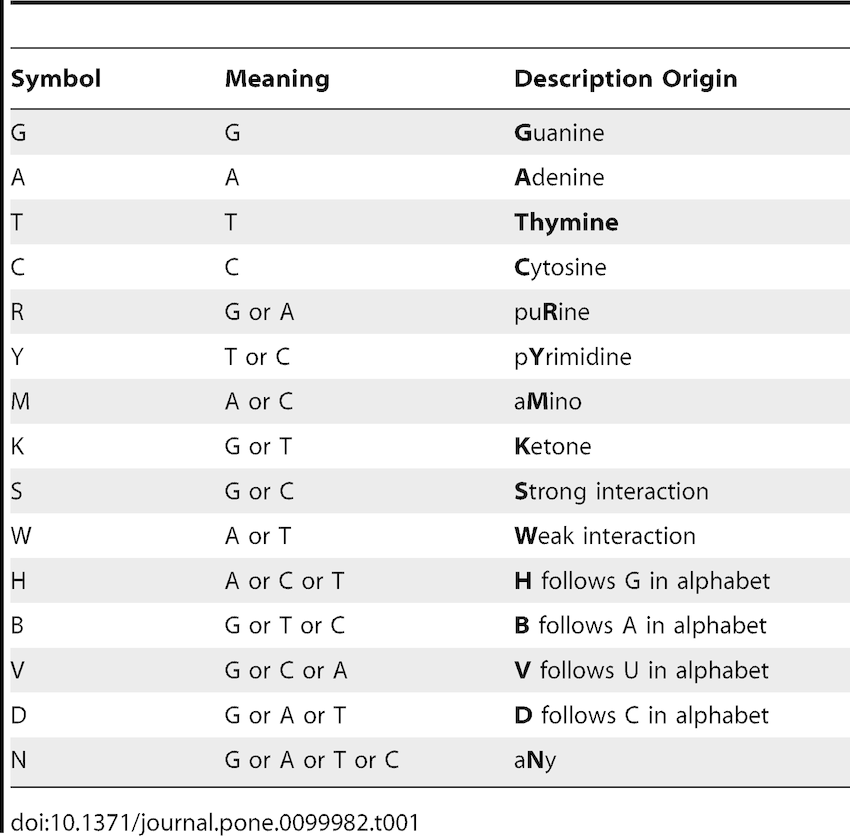 Symbol Meaning Description Origin
G G Guanine
A A Adenine
T T Thymine
C C Cytosine
R G or A puRine
Y T or C pYrimidine
M A or C aMino
K G or T Ketone
S G or C Strong interaction
W A or T Weak interaction
H A or C or T H follows G in alphabet
B G or T or C B follows A in alphabet
V G or C or A V follows U in alphabet
D G or A or T D follows C in alphabet
N G or A or T or C aNy
doi:10.1371/journal.pone.0099982.t001